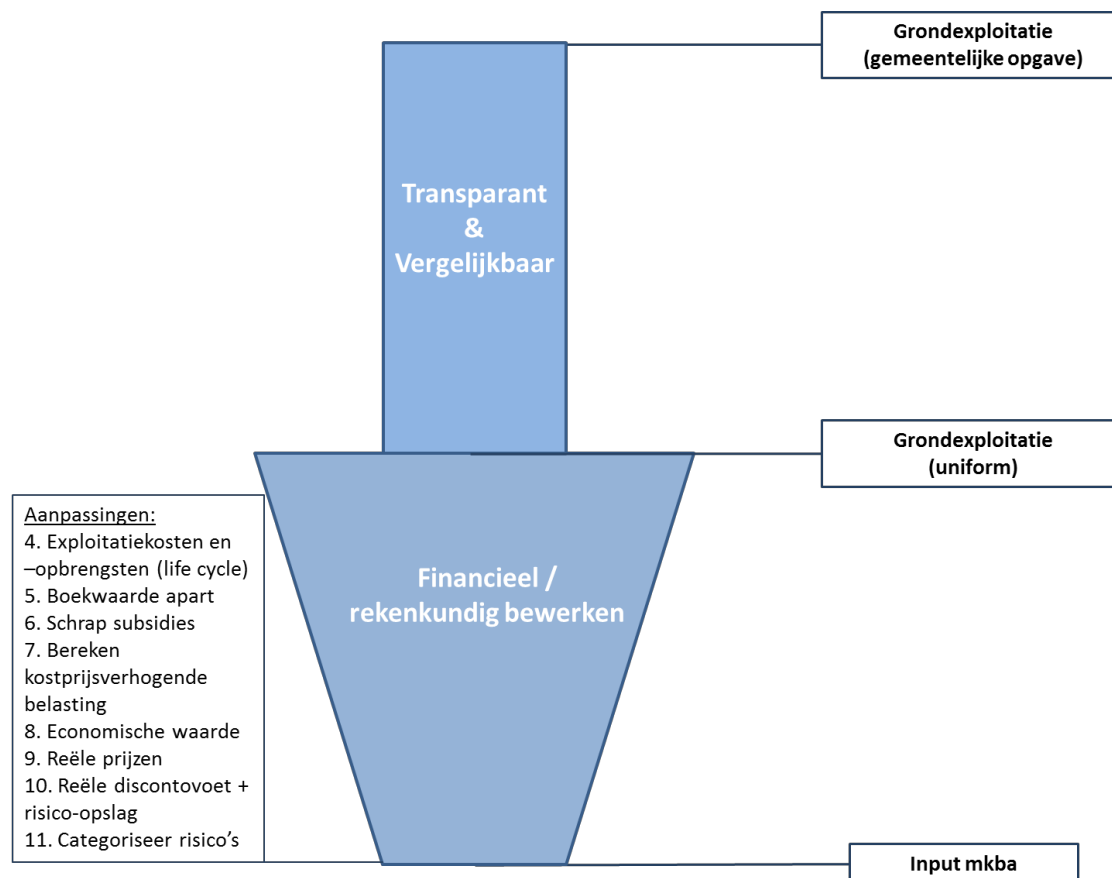 Grondexploitatie
(gemeentelijke opgave)
Transparant
&
Vergelijkbaar
Grondexploitatie
(uniform)
Aanpassingen:
4. Exploitatiekosten en
–opbrengsten (life cycle)
5. Boekwaarde apart
6. Schrap subsidies
7. Bereken
kostprijsverhogende
belasting
8. Economische waarde
9. Reële prijzen
10. Reële discontovoet +
risico-opslag
11. Categoriseer risico’s
Financieel /
rekenkundig bewerken
Input mkba